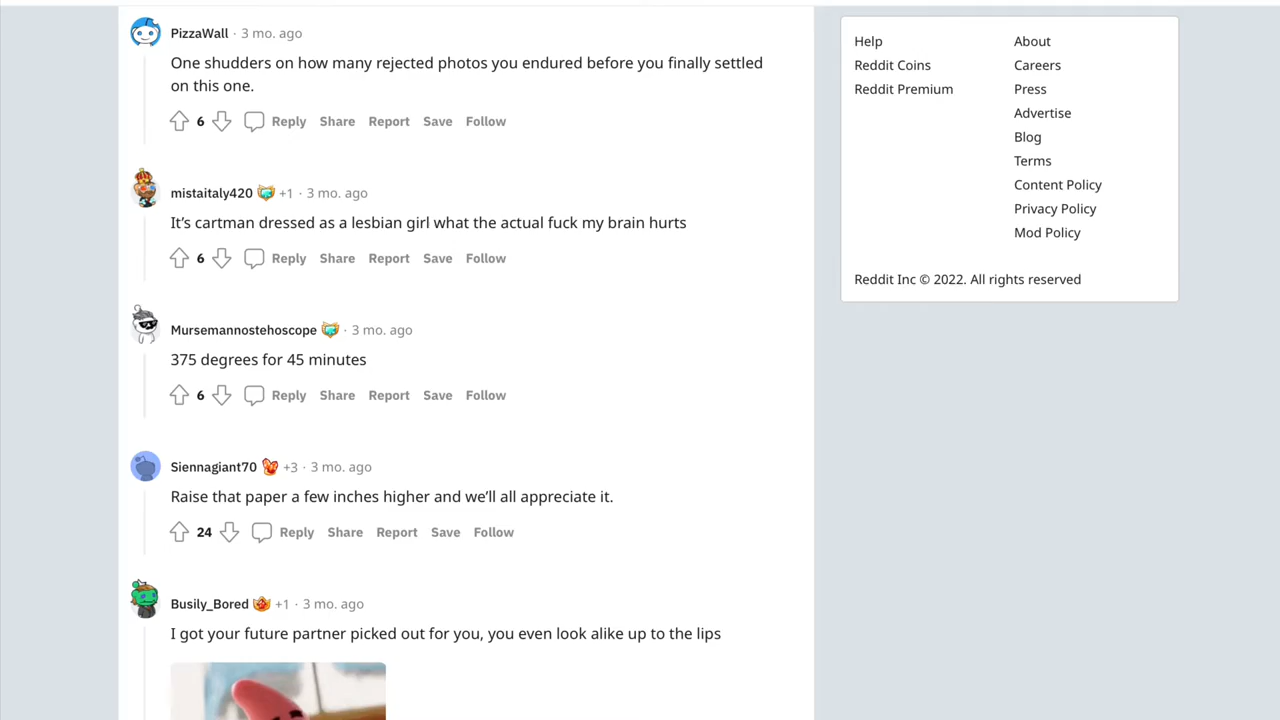 PizzaWall · 3 mo. ago
One shudders on how many rejected photos you endured before you finally settled
on this one.
6 Reply Share Report Save Follow
mistaitaly420 +1 · 3 mo. ago
It’s cartman dressed as a lesbian girl what the actual fuck my brain hurts
6 Reply Share Report Save Follow
Mursemannostehoscope · 3 mo. ago
375 degrees for 45 minutes
6 Reply Share Report Save Follow
Siennagiant70 +3 · 3 mo. ago
Raise that paper a few inches higher and we’ll all appreciate it.
24 Reply Share Report Save Follow
Busily_Bored +1 · 3 mo. ago
I got your future partner picked out for you, you even look alike up to the lips
Help
Reddit Coins
Reddit Premium
About
Careers
Press
Advertise
Blog
Terms
Content Policy
Privacy Policy
Mod Policy
Reddit Inc © 2022. All rights reserved